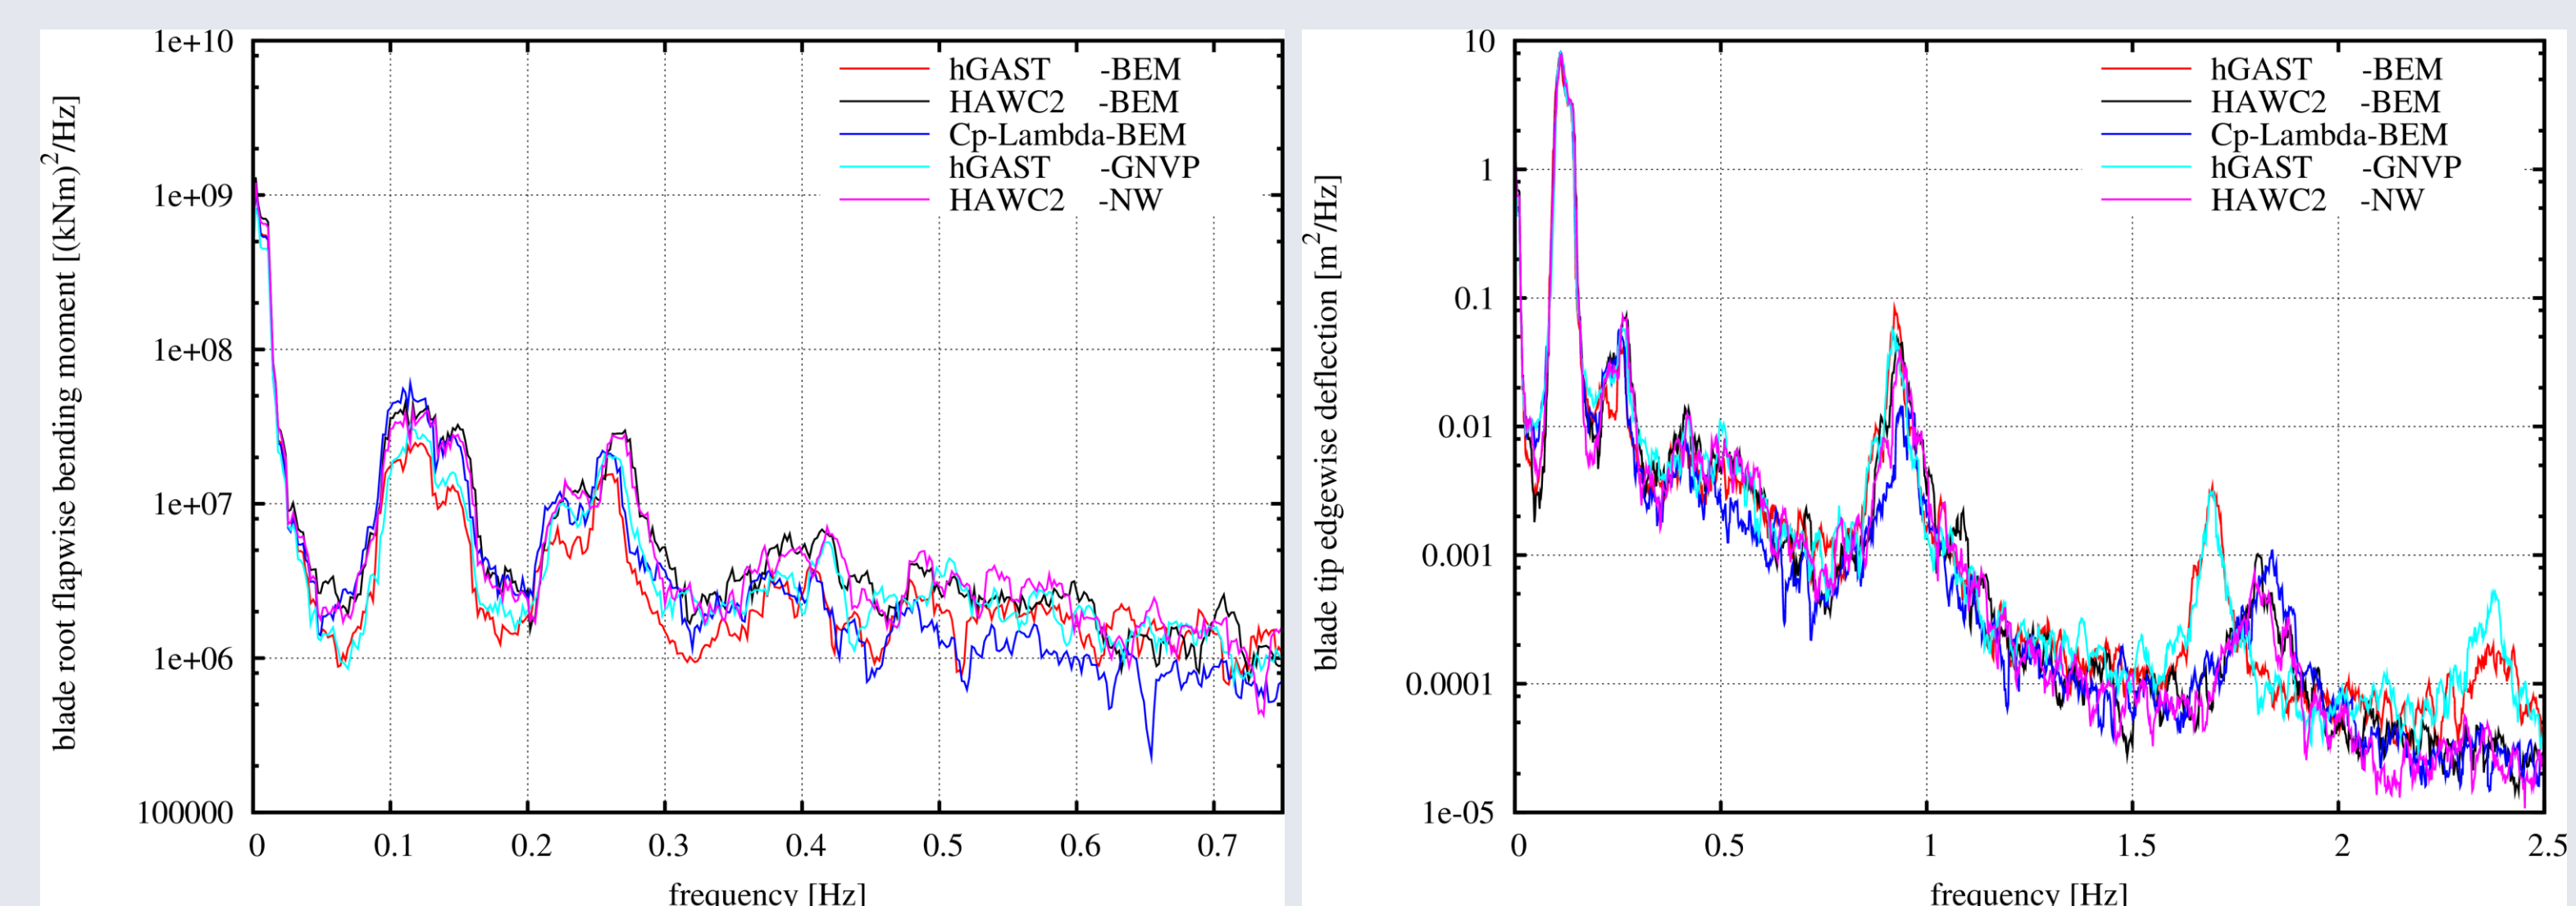 blade root flapwise bending moment [(kNm)²/Hz]
1e+10
1e+09
1e+08
1e+07
1e+06
100000
hGAST -BEM
HAWC2 -BEM
Cp-Lambda-BEM
hGAST -GNVP
HAWC2 -NW
0 0.1 0.2 0.3 0.4 0.5 0.6 0.7
frequency [Hz]
blade tip edgewise deflection [m²/Hz]
10
1
0.1
0.01
0.001
0.0001
1e-05
hGAST -BEM
HAWC2 -BEM
Cp-Lambda-BEM
hGAST -GNVP
HAWC2 -NW
0 0.5 1 1.5 2 2.5
frequency [Hz]